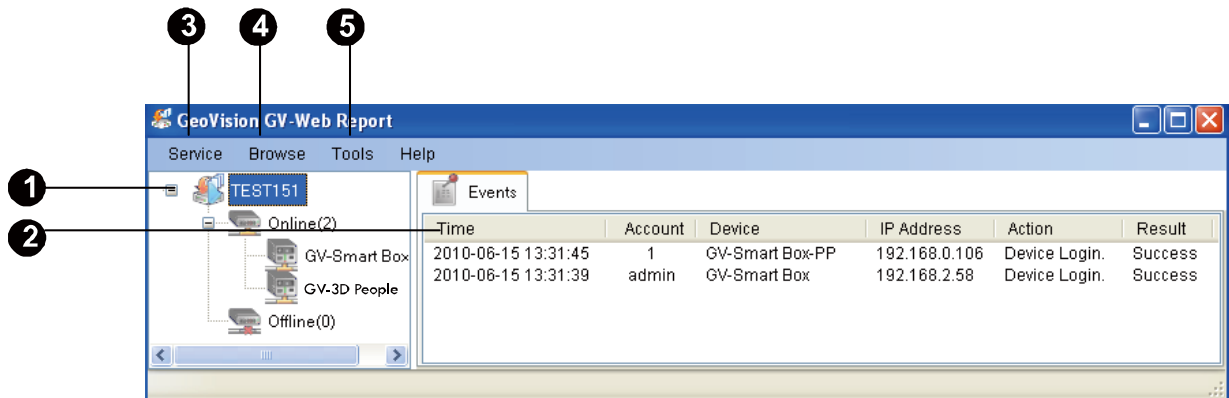 3 4 5
GeoVision GV-Web Report
Service Browse Tools Help
1
TEST151
Events
2
Online(2)
Time Account Device IP Address Action Result
GV-Smart Box
2010-06-15 13:31:45 1 GV-Smart Box-PP 192.168.0.106 Device Login. Success
2010-06-15 13:31:39 admin GV-Smart Box 192.168.2.58 Device Login. Success
GV-3D People
Offline(0)